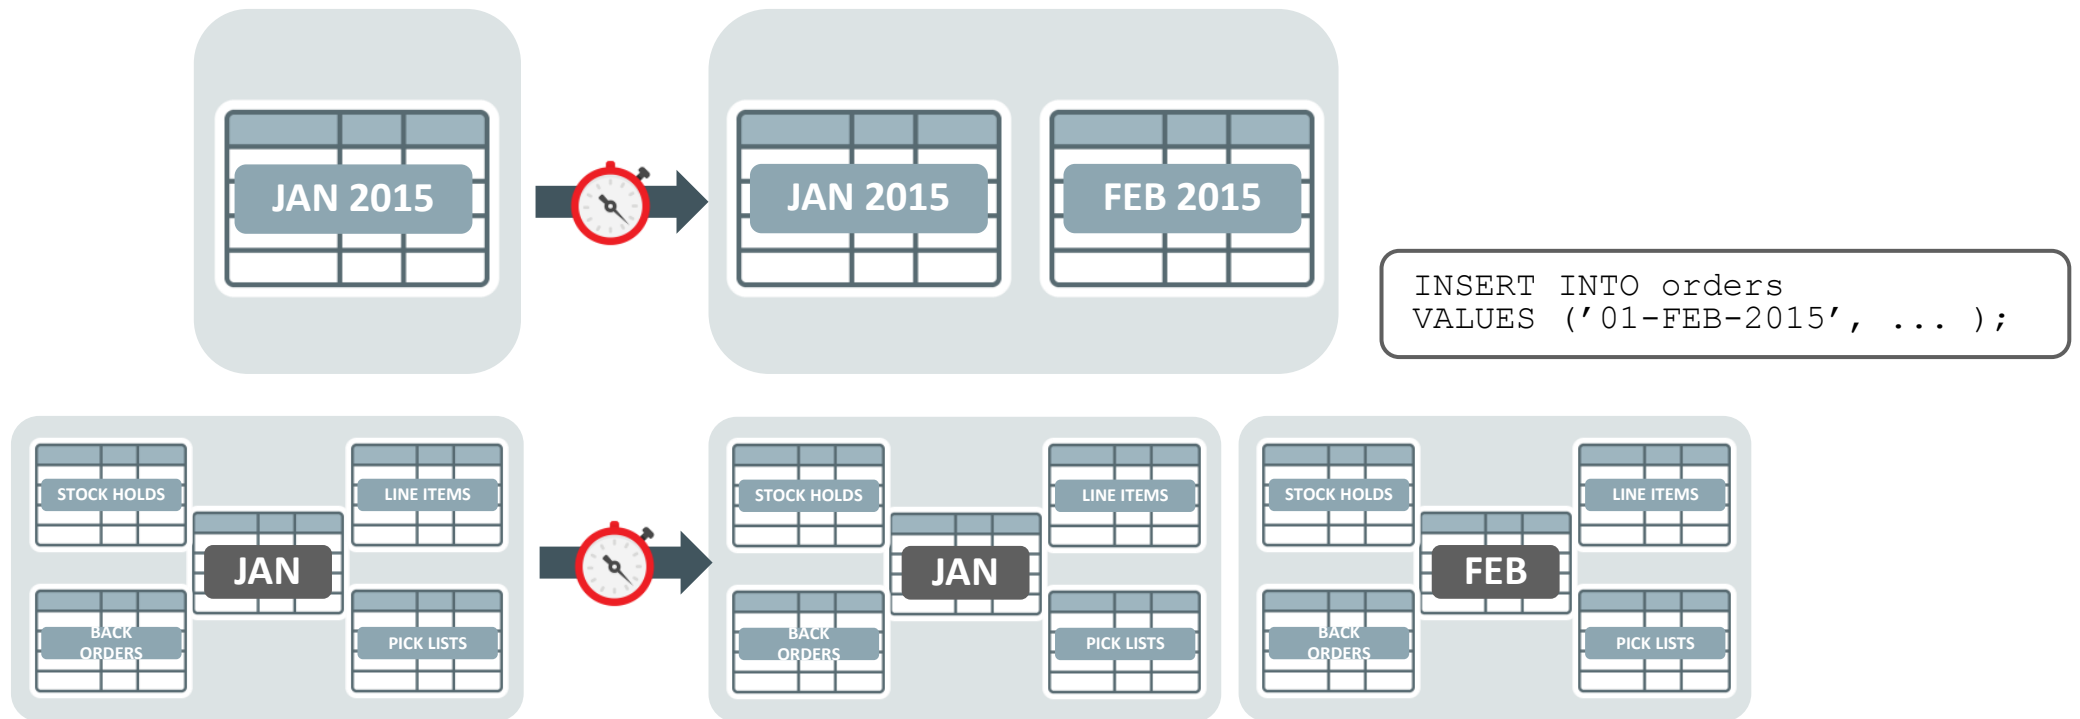 JAN 2015
JAN 2015
FEB 2015
INSERT INTO orders
VALUES (’01-FEB-2015’, ... );
STOCK HOLDS
LINE ITEMS
JAN
BACK
ORDERS
PICK LISTS
STOCK HOLDS
LINE ITEMS
JAN
BACK
ORDERS
PICK LISTS
STOCK HOLDS
LINE ITEMS
FEB
BACK
ORDERS
PICK LISTS